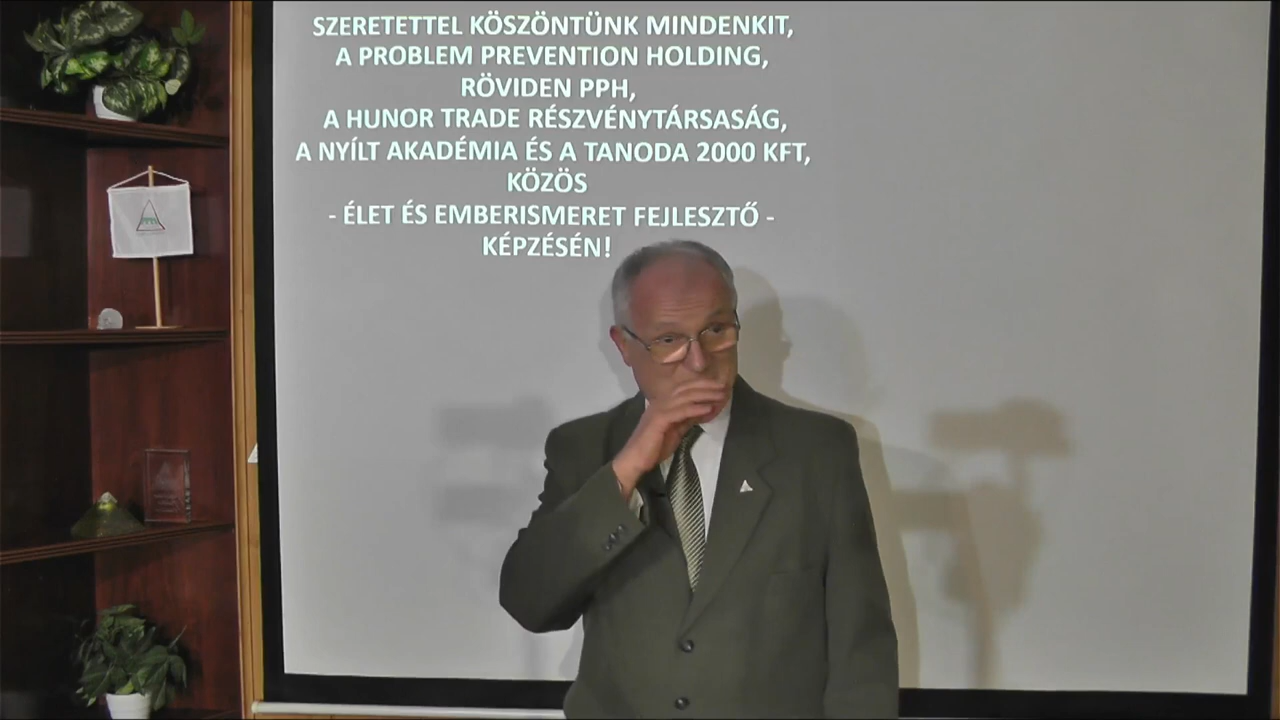 SZERETETTEL KÖSZÖNTÜNK MINDENKIT,
A PROBLEM PREVENTION HOLDING,
RÖVIDEN PPH,
A HUNOR TRADE RÉSZVÉNYTÁRSASÁG,
A NYÍLT AKADÉMIA ÉS A TANODA 2000 KFT,
KÖZÖS
- ÉLET ÉS EMBERISMERET FEJLESZTŐ -
KÉPZÉSÉN!